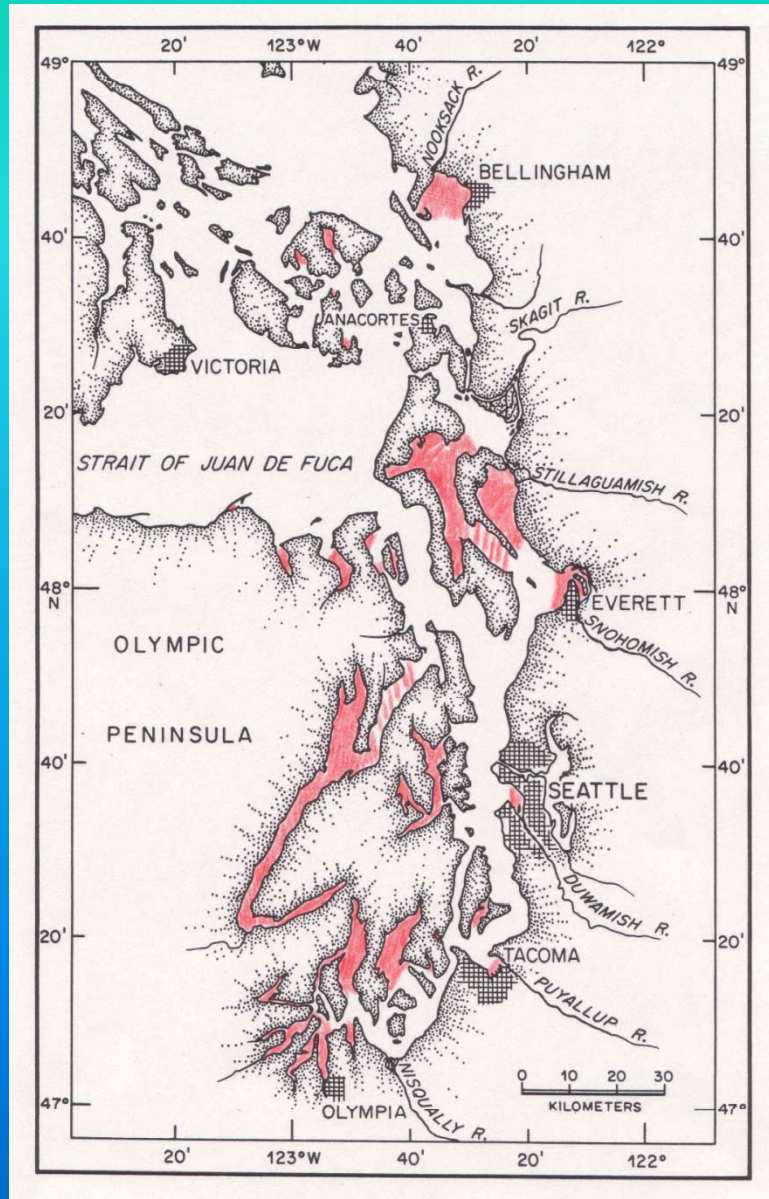 20' 123°W 40' 20' 122°
49° 49°
NOOKSACK R.
BELLINGHAM
40' 40'
SKAGIT R.
ANACORTES
VICTORIA
20' 20'
STRAIT OF JUAN DE FUCA
STILLAGUAMISH R.
48° 48°
N N
EVERETT
SNOHOMISH R.
OLYMPIC
PENINSULA
40' 40'
SEATTLE
DUWAMISH R.
20' 20'
TACOMA
PUYALLUP R.
0 10 20 30
KILOMETERS
NISQUALLY R.
47° 47°
OLYMPIA
20' 123° 40' 20' 122°